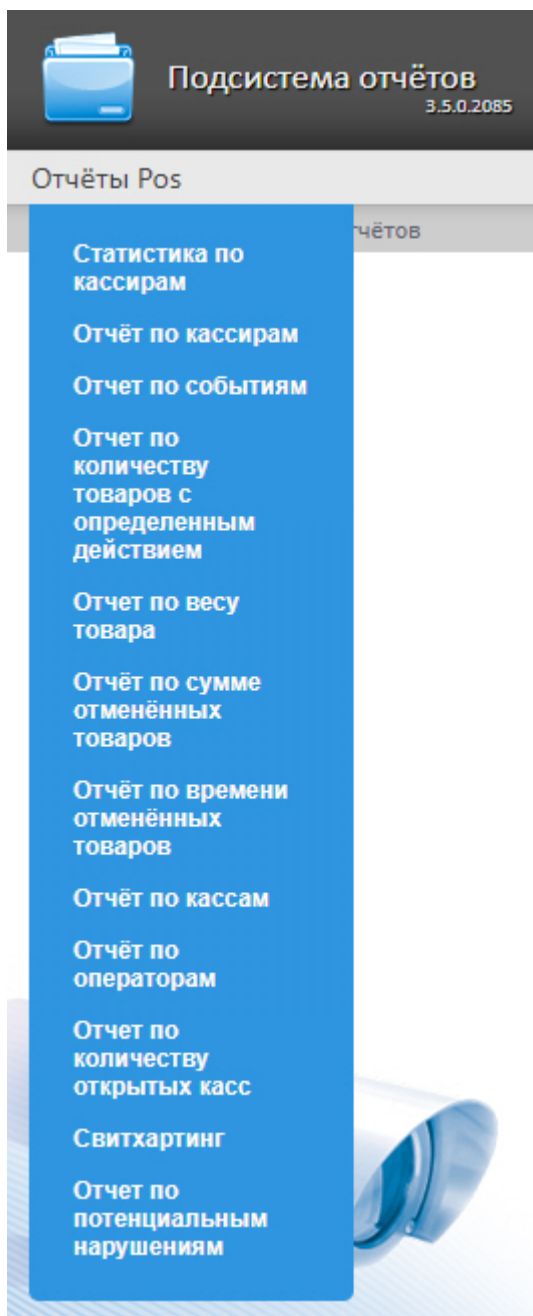 Подсистема отчётов
3.5.0.2085
Отчёты Pos
чётов
Статистика по
кассирам
Отчёт по кассирам
Отчет по событиям
Отчет по
количеству
товаров с
определенным
действием
Отчет по весу
товара
Отчёт по сумме
отменённых
товаров
Отчёт по времени
отменённых
товаров
Отчёт по кассам
Отчёт по
операторам
Отчет по
количеству
открытых касс
Свитхартинг
Отчет по
потенциальным
нарушениям